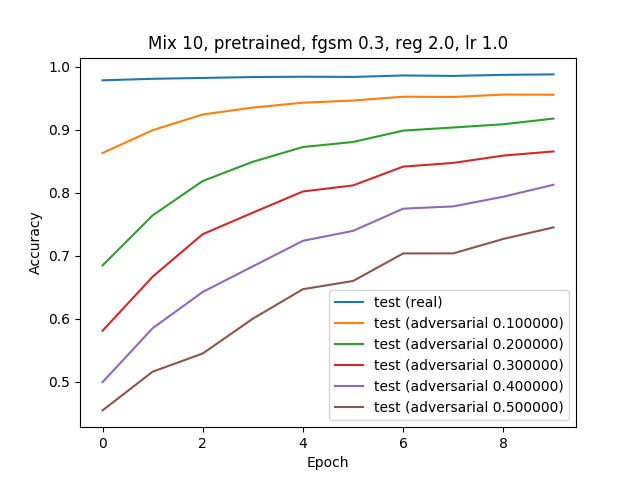 Mix 10, pretrained, fgsm 0.3, reg 2.0, lr 1.0
1.0
0.9
0.8
0.7
0.6
0.5
Accuracy
test (real)
test (adversarial 0.100000)
test (adversarial 0.200000)
test (adversarial 0.300000)
test (adversarial 0.400000)
test (adversarial 0.500000)
0 2 4 6 8
Epoch